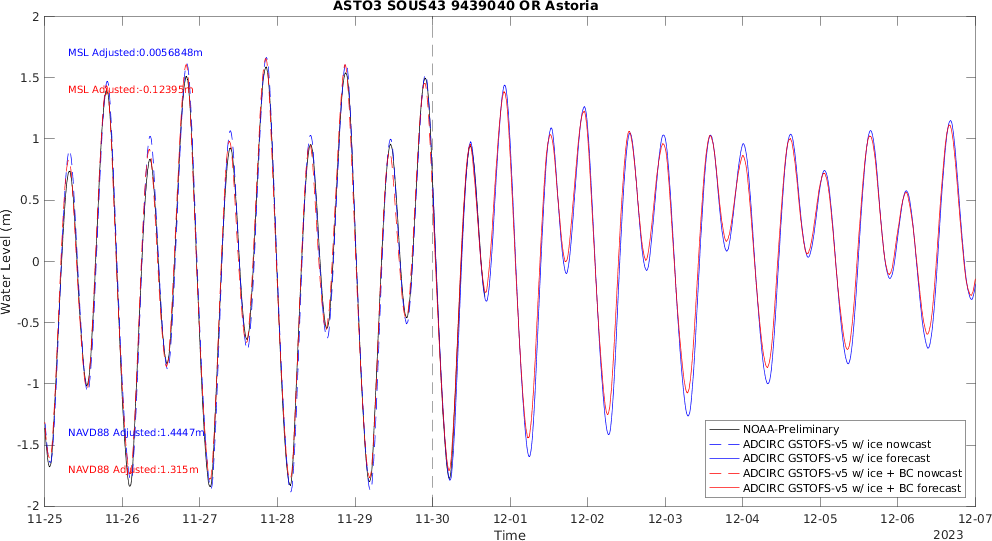 ASTO3 SOUS43 9439040 OR Astoria
2
1.5
1
0.5
0
-0.5
-1
-1.5
-2
Water Level (m)
MSL Adjusted:0.0056848m
MSL Adjusted:-0.12395m
NAVD88 Adjusted:1.4447m
NAVD88 Adjusted:1.315m
NOAA-Preliminary
ADCIRC GSTOFS-v5 w/ ice nowcast
ADCIRC GSTOFS-v5 w/ ice forecast
ADCIRC GSTOFS-v5 w/ ice + BC nowcast
ADCIRC GSTOFS-v5 w/ ice + BC forecast
11-25 11-26 11-27 11-28 11-29 11-30 12-01 12-02 12-03 12-04 12-05 12-06 12-07
Time
2023